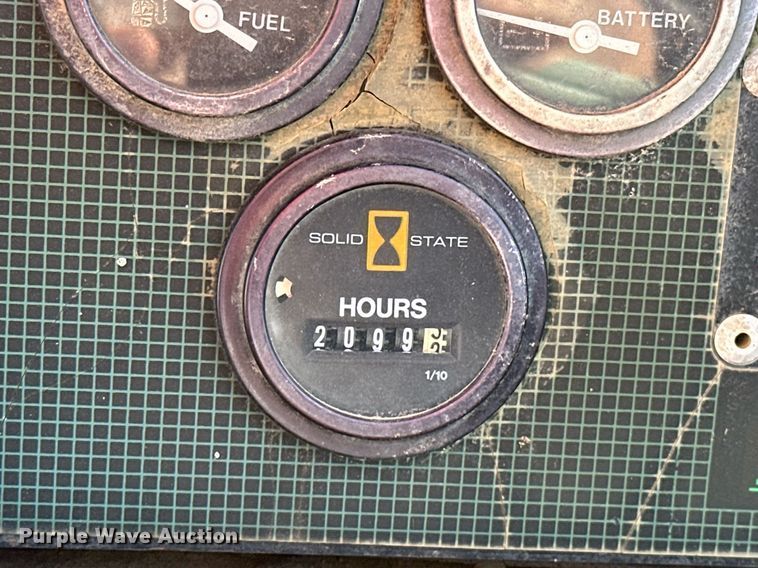 FUEL
BATTERY
SOLID STATE
HOURS
2099
1/10
Purple Wave Auction